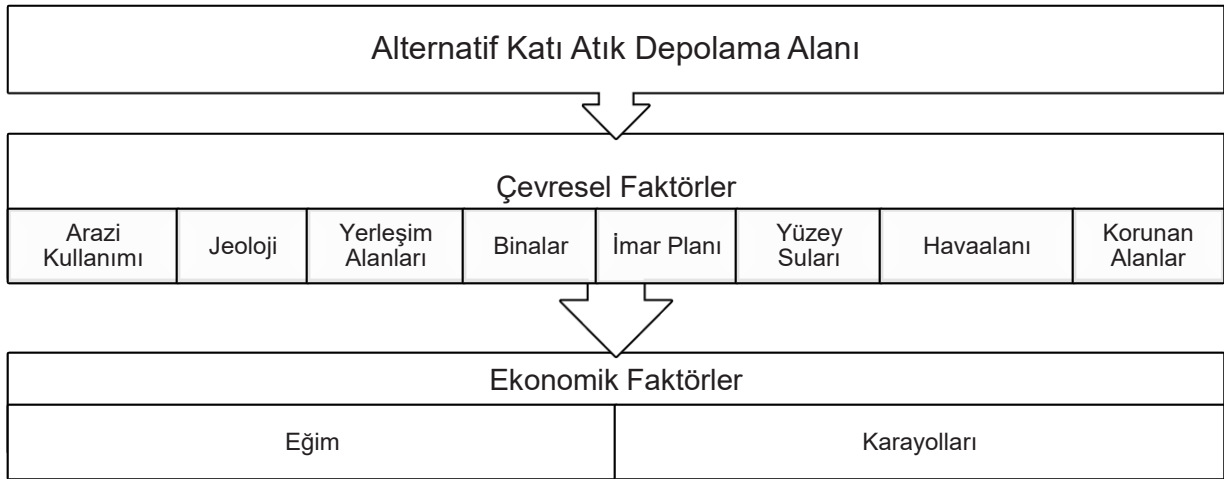 Alternatif Katı Atık Depolama Alanı
Çevresel Faktörler
Arazi
Kullanımı
Jeoloji
Yerleşim
Alanları
Binalar
İmar Planı
Yüzey
Suları
Havaalanı
Korunan
Alanlar
Ekonomik Faktörler
Eğim
Karayolları